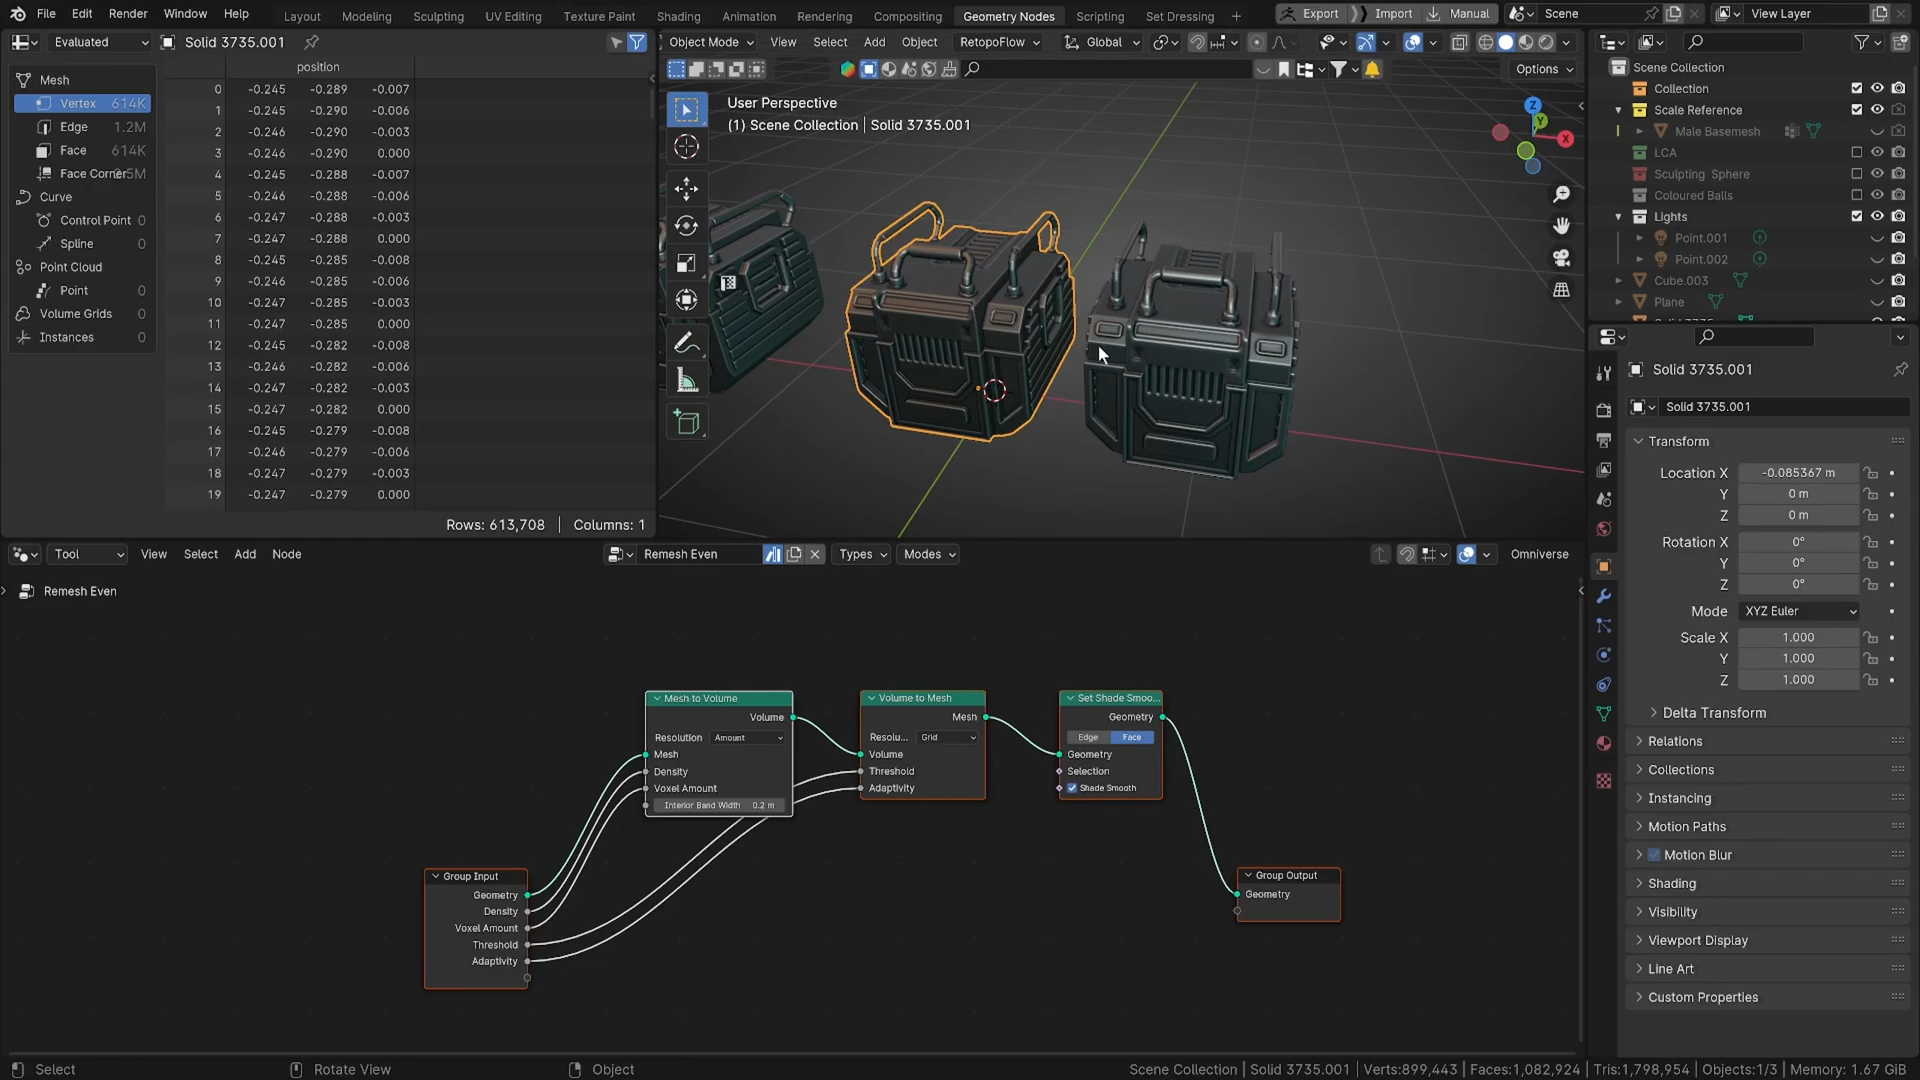 File Edit Render Window Help
Layout Modeling Sculpting UV Editing Texture Paint Shading Animation Rendering Compositing Geometry Nodes Scripting Set Dressing +
Export Import Manual Scene View Layer
Evaluated Solid 3735.001
Object Mode View Select Add Object RetopoFlow Global
Options
position
Mesh
Vertex 614K
Edge 1.2M
Face 614K
Face Corner
Curve
Control Point 0
Spline 0
Point Cloud
Point 0
Volume Grids 0
Instances 0
0 -0.245 -0.289 -0.007
1 -0.245 -0.290 -0.006
2 -0.246 -0.290 -0.003
3 -0.246 -0.290 0.000
4 -0.245 -0.288 -0.007
5 -0.246 -0.288 -0.006
6 -0.247 -0.288 -0.003
7 -0.247 -0.288 0.000
8 -0.245 -0.285 -0.008
9 -0.246 -0.285 -0.006
10 -0.247 -0.285 -0.003
11 -0.247 -0.285 0.000
12 -0.245 -0.282 -0.008
13 -0.246 -0.282 -0.006
14 -0.247 -0.282 -0.003
15 -0.247 -0.282 0.000
16 -0.245 -0.279 -0.008
17 -0.246 -0.279 -0.006
18 -0.247 -0.279 -0.003
19 -0.247 -0.279 0.000
Rows: 613,708 | Columns: 1
User Perspective
(1) Scene Collection | Solid 3735.001
Z
Y
X
Scene Collection
Collection
Scale Reference
Male Basemesh
LCA
Sculpting Sphere
Coloured Balls
Lights
Point.001
Point.002
Cube.003
Plane
Solid 3735.001
Solid 3735.001
Transform
Location X -0.085367 m
Y 0 m
Z 0 m
Rotation X 0°
Y 0°
Z 0°
Mode XYZ Euler
Scale X 1.000
Y 1.000
Z 1.000
Delta Transform
Relations
Collections
Instancing
Motion Paths
Motion Blur
Shading
Visibility
Viewport Display
Line Art
Custom Properties
Tool View Select Add Node Remesh Even Types Modes Omniverse
Remesh Even
Mesh to Volume
Volume
Resolution Amount
Mesh
Density
Voxel Amount
Interior Band Width 0.2 m
Volume to Mesh
Mesh
Resolu... Grid
Volume
Threshold
Adaptivity
Set Shade Smoo...
Geometry
Edge Face
Geometry
Selection
Shade Smooth
Group Input
Geometry
Density
Voxel Amount
Threshold
Adaptivity
Group Output
Geometry
Select Rotate View Object
Scene Collection | Solid 3735.001 | Verts:899,443 | Faces:1,082,924 | Tris:1,798,954 | Objects:1/3 | Memory: 1.67 GiB